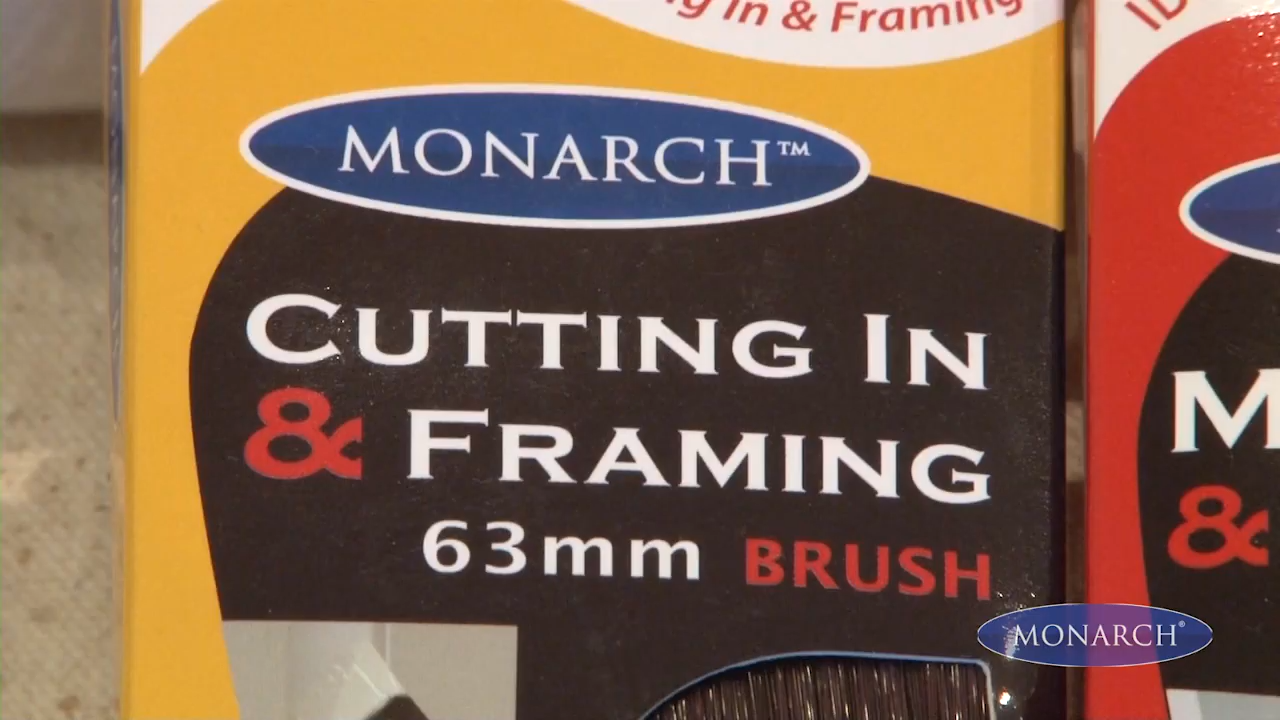 In & Framing
MONARCH™
CUTTING IN
& FRAMING
63mm BRUSH
M
&
MONARCH®